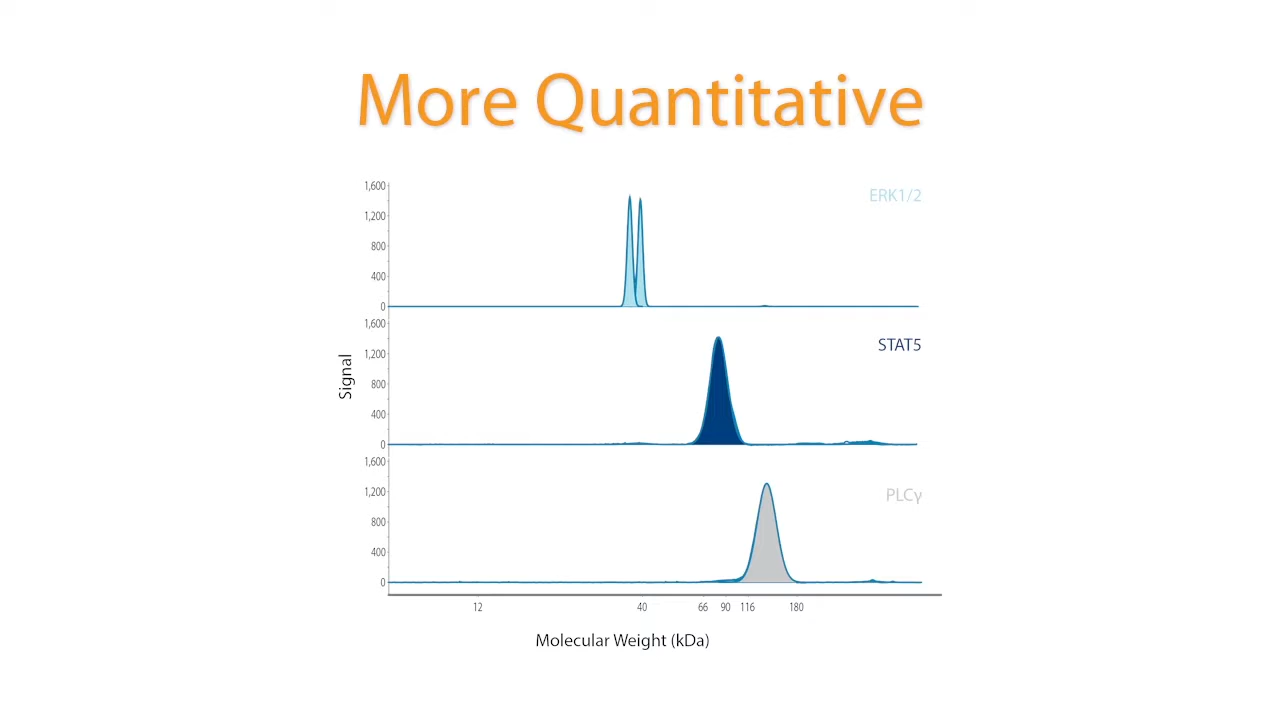 More Quantitative
1,600
1,200
800
400
0
ERK1/2
1,600
1,200
800
400
0
STAT5
Signal
1,600
1,200
800
400
0
PLCγ
12 40 66 90 116 180
Molecular Weight (kDa)